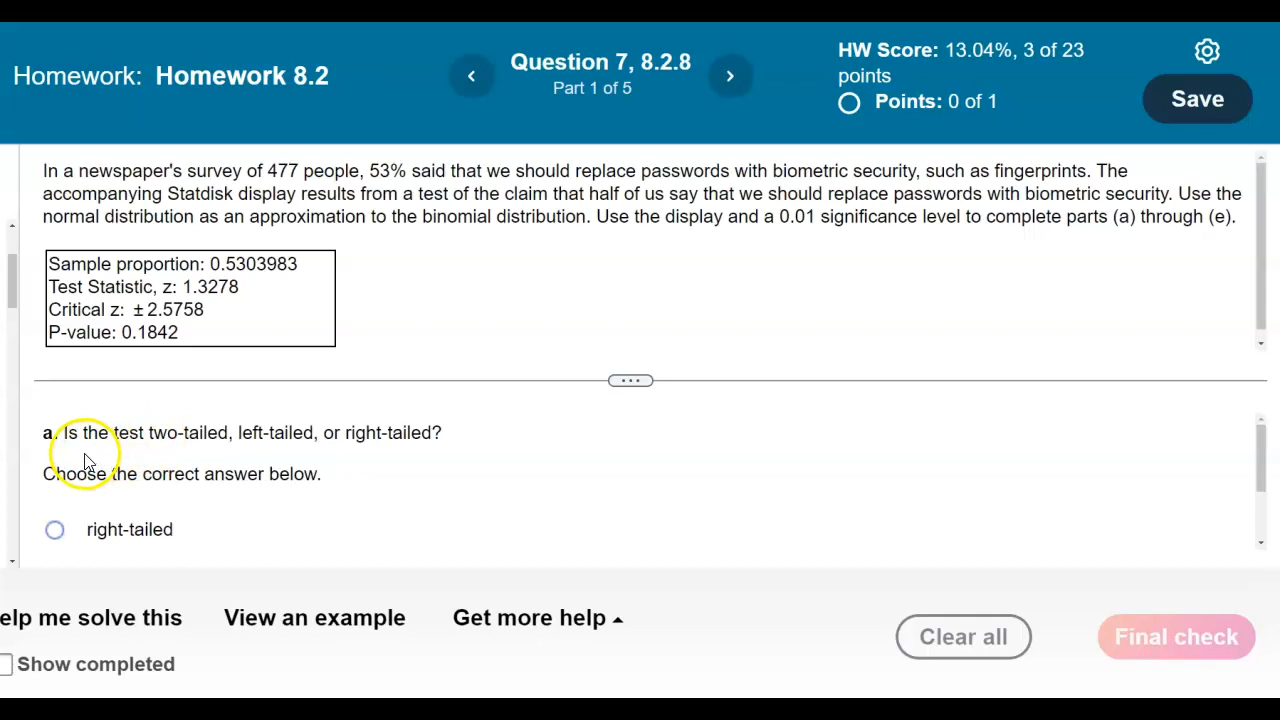 Homework: Homework 8.2
Question 7, 8.2.8
Part 1 of 5
HW Score: 13.04%, 3 of 23
points
Points: 0 of 1
Save
In a newspaper's survey of 477 people, 53% said that we should replace passwords with biometric security, such as fingerprints. The
accompanying Statdisk display results from a test of the claim that half of us say that we should replace passwords with biometric security. Use the
normal distribution as an approximation to the binomial distribution. Use the display and a 0.01 significance level to complete parts (a) through (e).
Sample proportion: 0.5303983
Test Statistic, z: 1.3278
Critical z: ±2.5758
P-value: 0.1842
a. Is the test two-tailed, left-tailed, or right-tailed?
Choose the correct answer below.
right-tailed
elp me solve this
View an example
Get more help
Clear all
Final check
Show completed